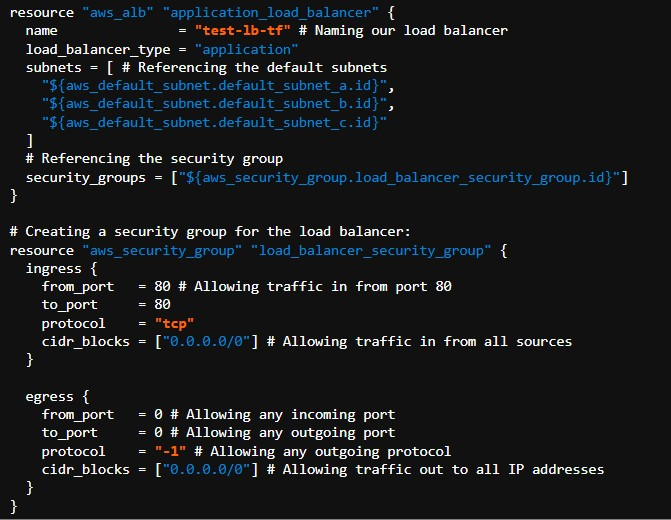 resource "aws_alb" "application_load_balancer" {
  name               = "test-lb-tf" # Naming our load balancer
  load_balancer_type = "application"
  subnets = [ # Referencing the default subnets
    "${aws_default_subnet.default_subnet_a.id}",
    "${aws_default_subnet.default_subnet_b.id}",
    "${aws_default_subnet.default_subnet_c.id}"
  ]
  # Referencing the security group
  security_groups = ["${aws_security_group.load_balancer_security_group.id}"]
}

# Creating a security group for the load balancer:
resource "aws_security_group" "load_balancer_security_group" {
  ingress {
    from_port   = 80 # Allowing traffic in from port 80
    to_port     = 80
    protocol    = "tcp"
    cidr_blocks = ["0.0.0.0/0"] # Allowing traffic in from all sources
  }

  egress {
    from_port   = 0 # Allowing any incoming port
    to_port     = 0 # Allowing any outgoing port
    protocol    = "-1" # Allowing any outgoing protocol
    cidr_blocks = ["0.0.0.0/0"] # Allowing traffic out to all IP addresses
  }
}